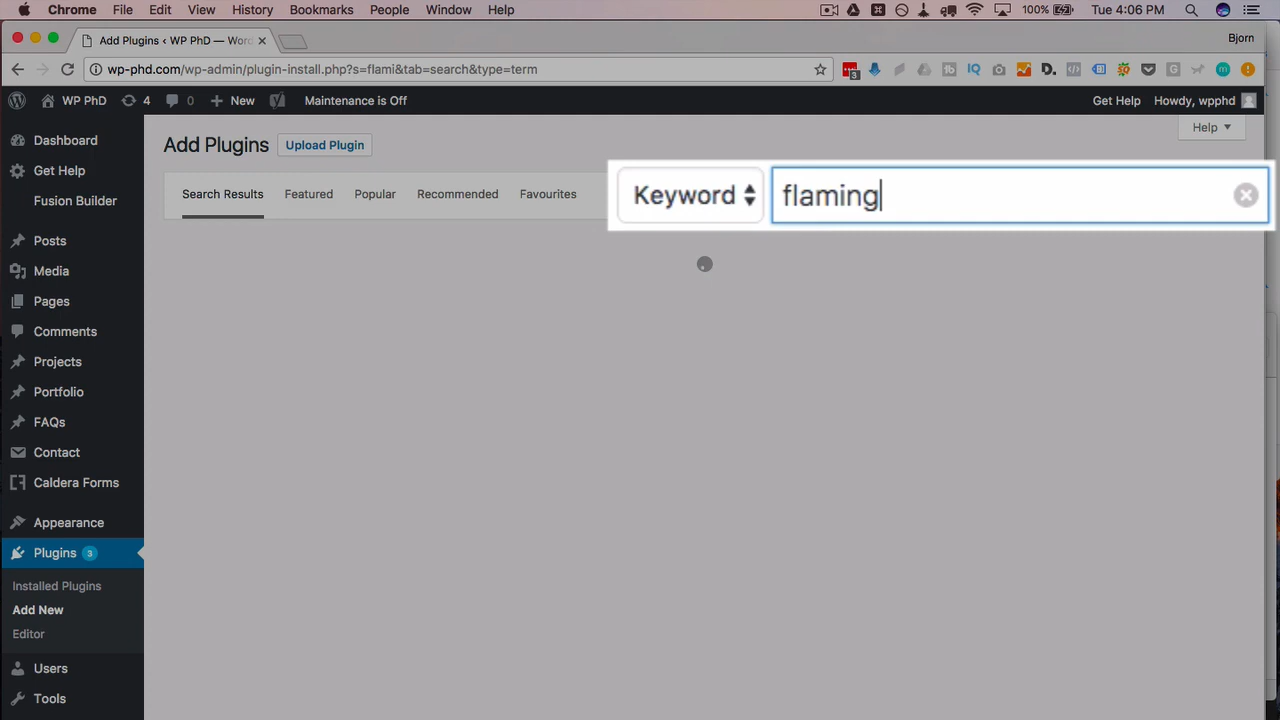 Chrome File Edit View History Bookmarks People Window Help 100% Tue 4:06 PM
Add Plugins ‹ WP PhD — Word Bjorn
wp-phd.com/wp-admin/plugin-install.php?s=flami&tab=search&type=term
WP PhD 4 0 New Maintenance is Off Get Help Howdy, wpphd
Help
Add Plugins Upload Plugin
Search Results Featured Popular Recommended Favourites Keyword flaming
Dashboard
Get Help
Fusion Builder
Posts
Media
Pages
Comments
Projects
Portfolio
FAQs
Contact
Caldera Forms
Appearance
Plugins 3
Installed Plugins
Add New
Editor
Users
Tools